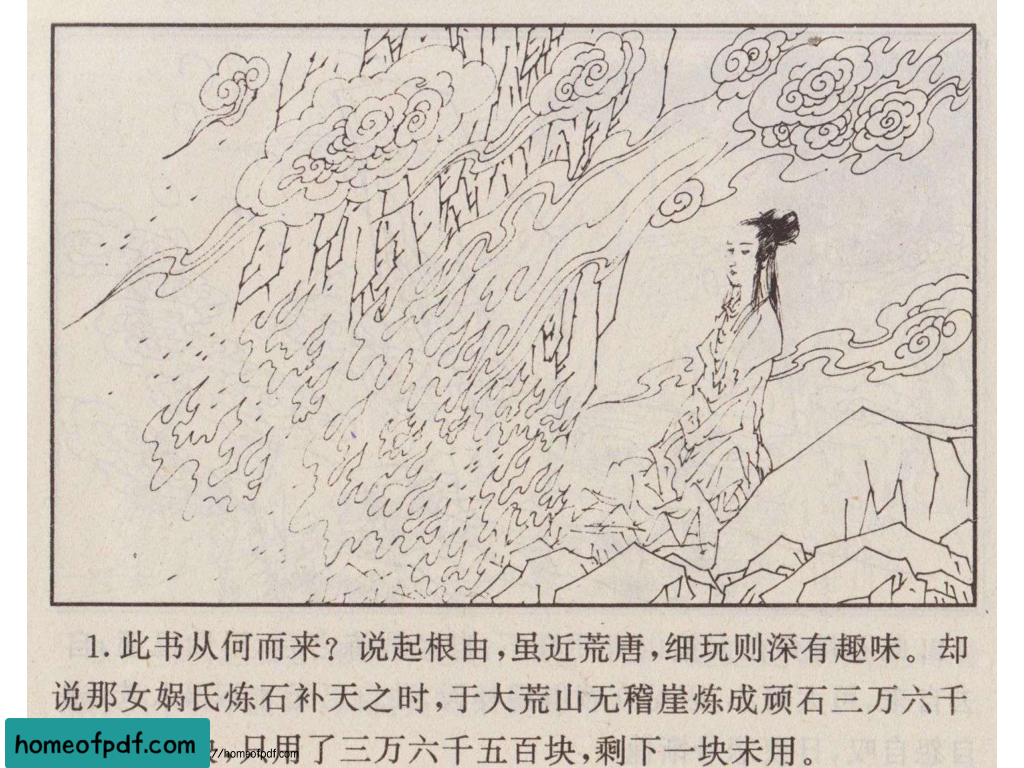 1. 此书从何而来？说起根由，虽近荒唐，细玩则深有趣味。却
说那女娲氏炼石补天之时，于大荒山无稽崖炼成顽石三万六千
，只用了三万六千五百块，剩下一块未用。
homeofpdf.com
//homeofpdf.com